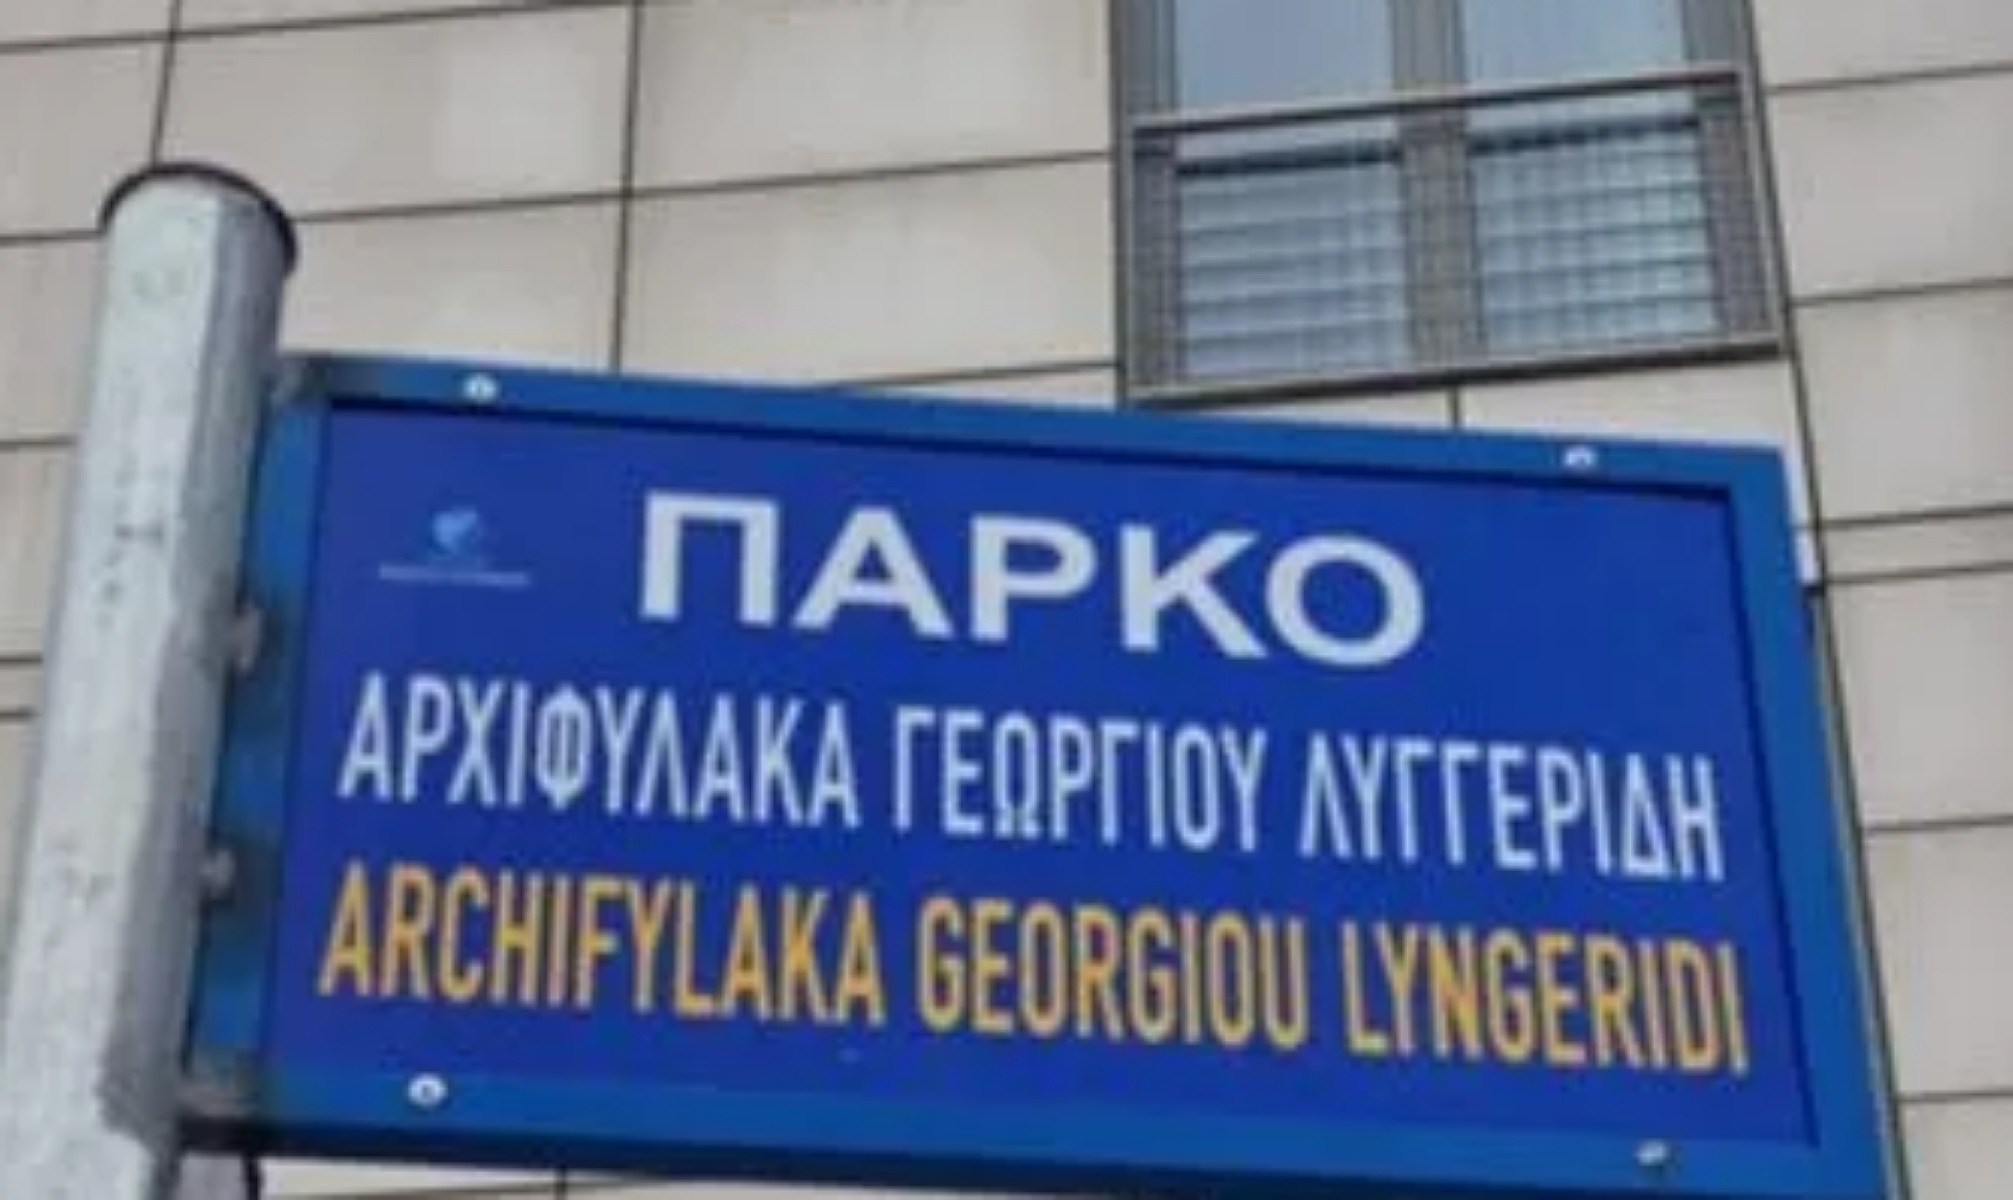 ΠΑΡΚΟ
ΑΡΧΙΦΥΛΑΚΑ ΓΕΩΡΓΙΟΥ ΛΥΓΓΕΡΙΔΗ
ARCHIFYLAKA GEORGIOU LYNGERIDI